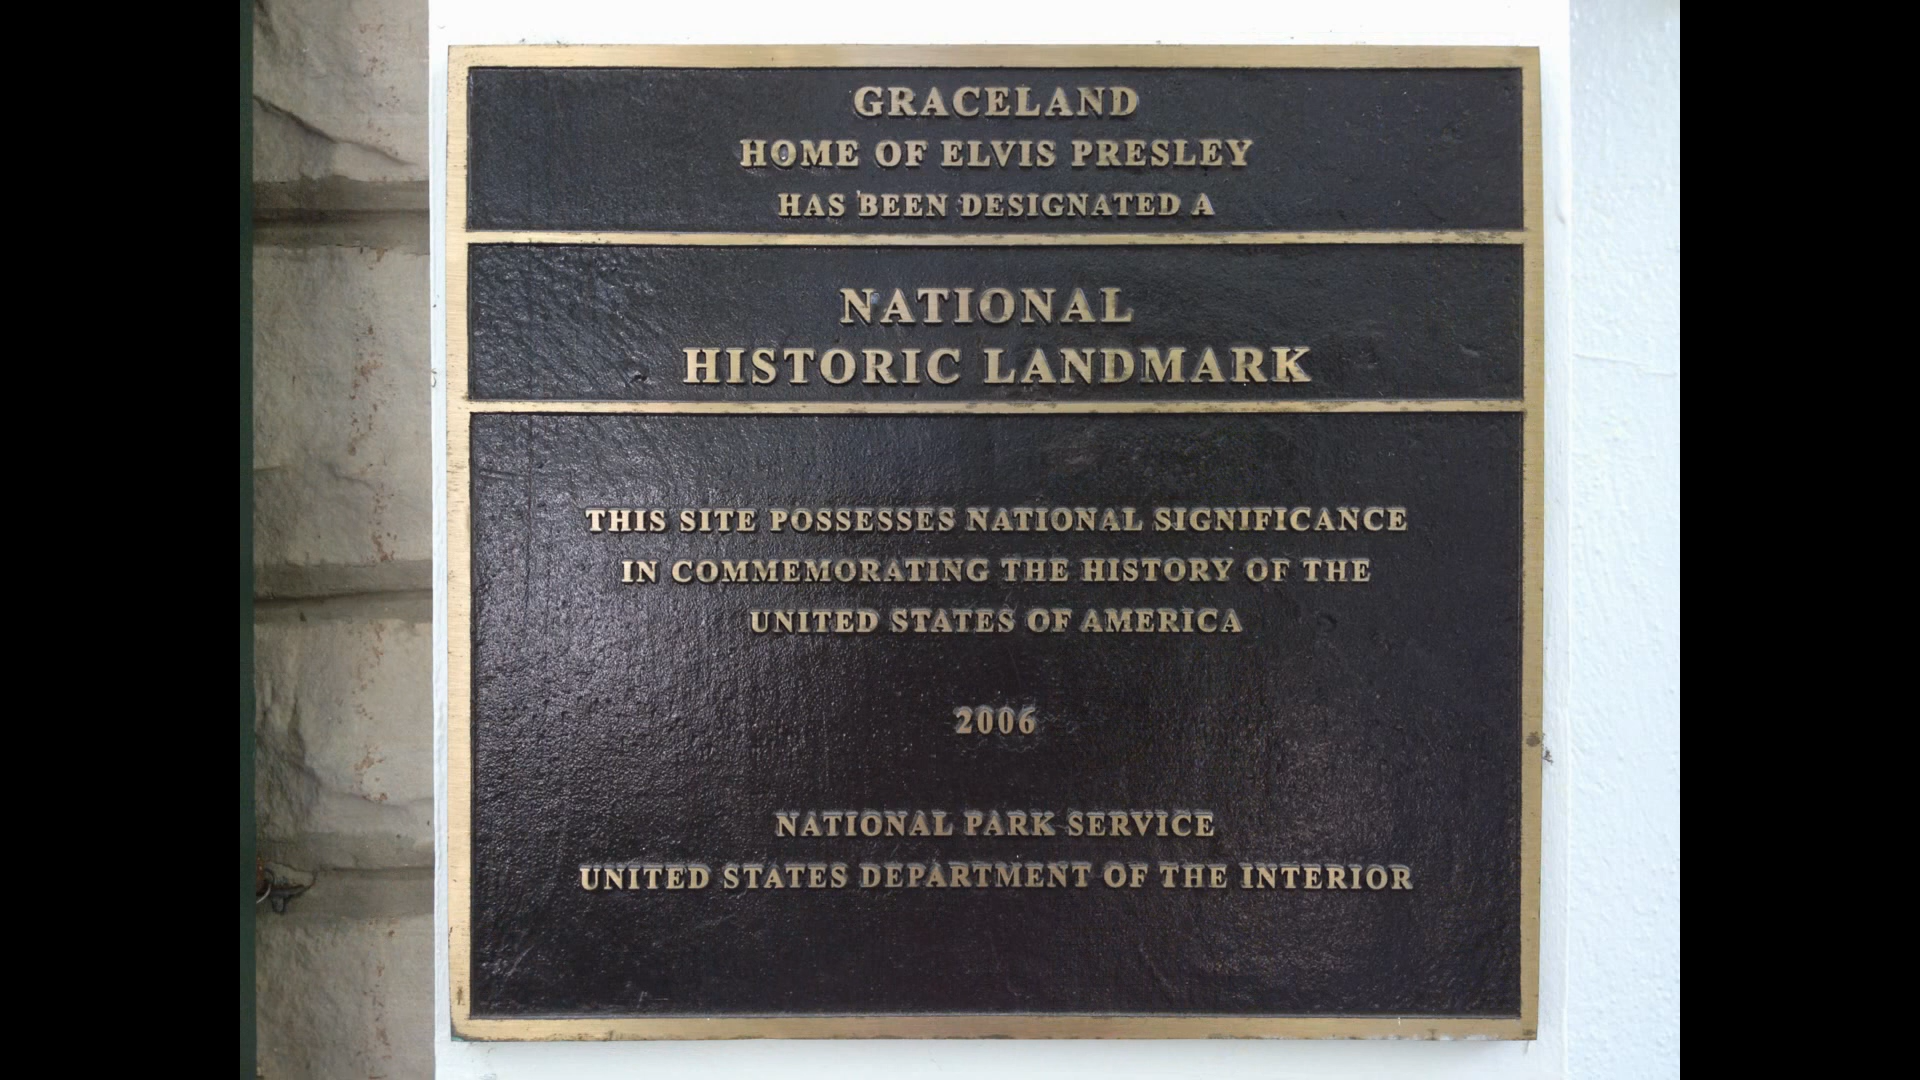 GRACELAND
HOME OF ELVIS PRESLEY
HAS BEEN DESIGNATED A
NATIONAL
HISTORIC LANDMARK
THIS SITE POSSESSES NATIONAL SIGNIFICANCE
IN COMMEMORATING THE HISTORY OF THE
UNITED STATES OF AMERICA
2006
NATIONAL PARK SERVICE
UNITED STATES DEPARTMENT OF THE INTERIOR